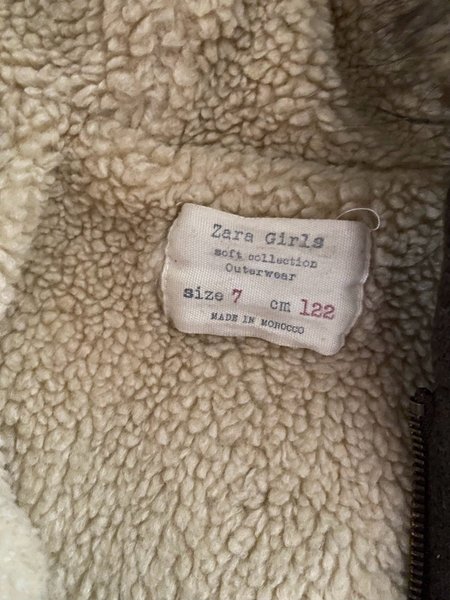 Zara Girls
soft collection
Outerwear
size 7 cm 122
MADE IN MOROCCO